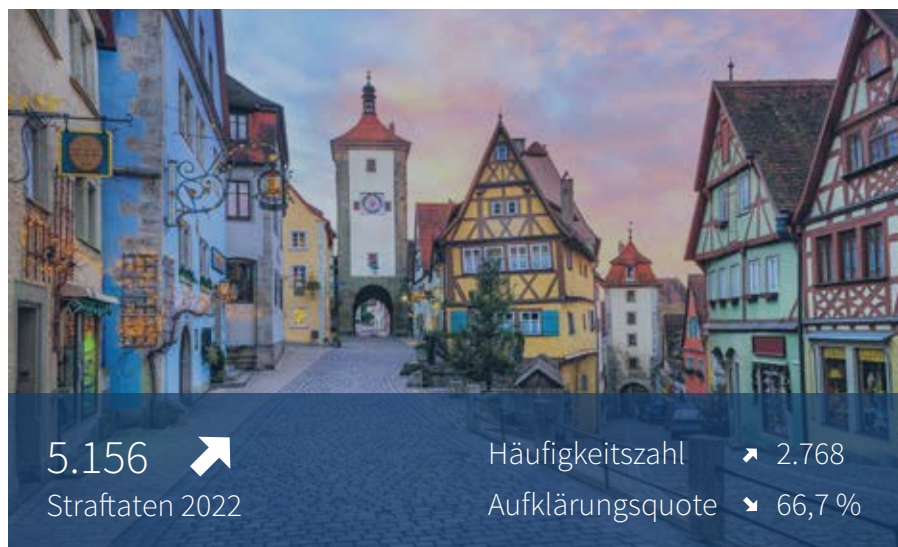 5.156
Straftaten 2022
Häufigkeitszahl 2.768
Aufklärungsquote 66,7 %